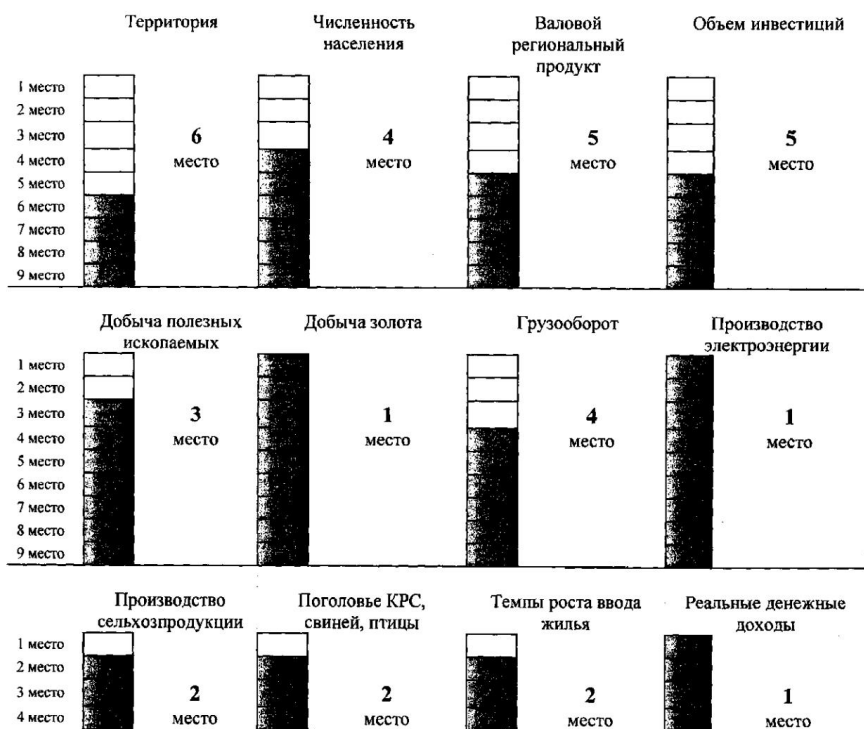 Территория
Численность
населения
Валовой
региональный
продукт
Объем инвестиций
1 место
2 место
3 место
4 место
5 место
6 место
7 место
8 место
9 место
6
место
4
место
5
место
5
место
Добыча полезных
ископаемых
Добыча золота
Грузооборот
Производство
электроэнергии
1 место
2 место
3 место
4 место
5 место
6 место
7 место
8 место
9 место
3
место
1
место
4
место
1
место
Производство
сельхозпродукции
Поголовье КРС,
свиней, птицы
Темпы роста ввода
жилья
Реальные денежные
доходы
1 место
2 место
3 место
4 место
2
место
2
место
2
место
1
место